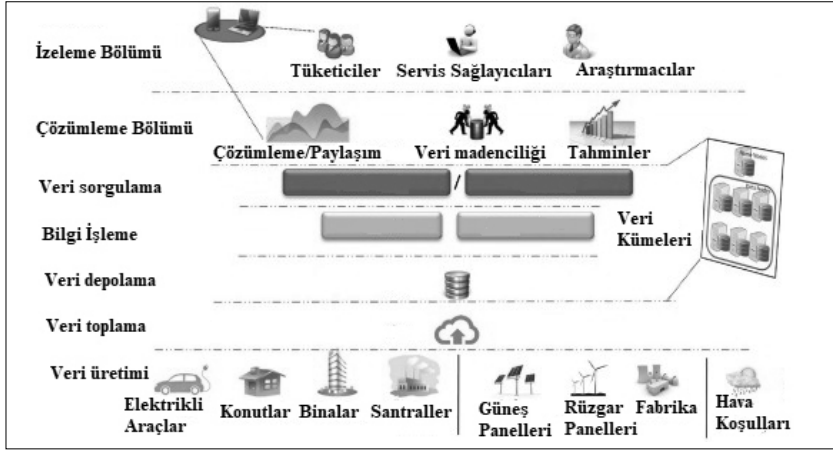 İzeleme Bölümü
Tüketiciler
Servis Sağlayıcıları
Araştırmacılar
Çözümleme Bölümü
Çözümleme/Paylaşım
Veri madenciliği
Tahminler
Veri sorgulama
/
Bilgi İşleme
Veri
Kümeleri
Veri depolama
Veri toplama
Veri üretimi
Elektrikli
Araçlar
Konutlar
Binalar
Santraller
Güneş
Panelleri
Rüzgar
Panelleri
Fabrika
Hava
Koşulları